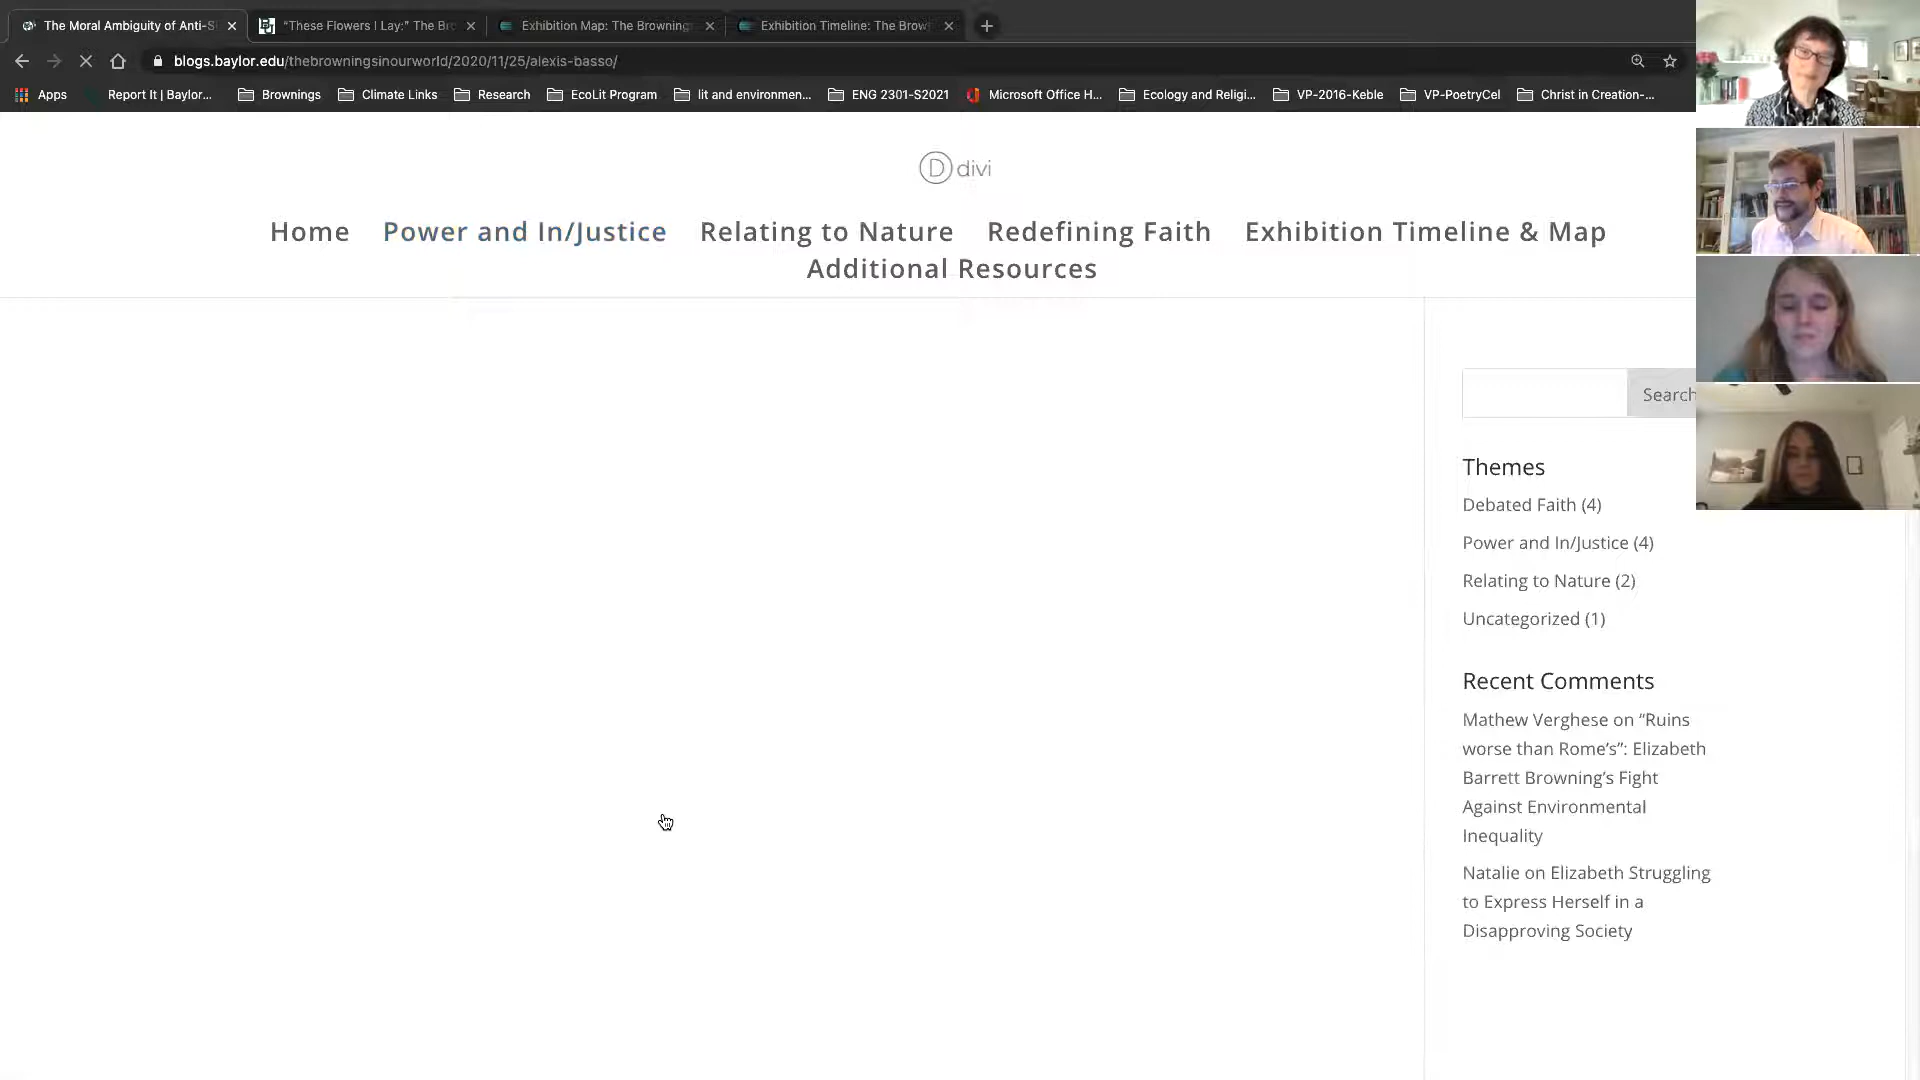 The Moral Ambiguity of Anti-S
"These Flowers I Lay:" The Br
Exhibition Map: The Browning
Exhibition Timeline: The Brow
blogs.baylor.edu/thebrowningsinourworld/2020/11/25/alexis-basso/
Apps
Report It | Baylor...
Brownings
Climate Links
Research
EcoLit Program
lit and environmen...
ENG 2301-S2021
Microsoft Office H...
Ecology and Religi...
VP-2016-Keble
VP-PoetryCel
Christ in Creation-...
D divi
Home Power and In/Justice Relating to Nature Redefining Faith Exhibition Timeline & Map
Additional Resources
Search
Themes
Debated Faith (4)
Power and In/Justice (4)
Relating to Nature (2)
Uncategorized (1)
Recent Comments
Mathew Verghese on “Ruins
worse than Rome’s”: Elizabeth
Barrett Browning’s Fight
Against Environmental
Inequality
Natalie on Elizabeth Struggling
to Express Herself in a
Disapproving Society